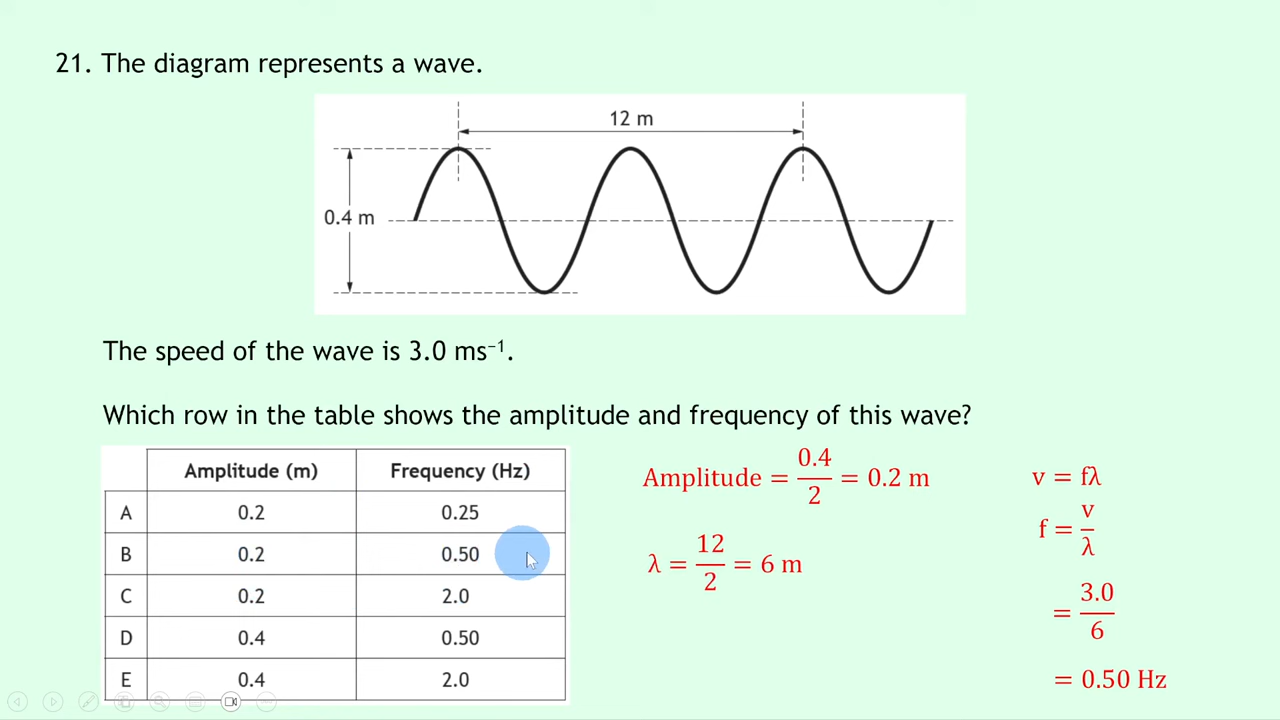 21. The diagram represents a wave.
12 m
0.4 m
The speed of the wave is 3.0 ms⁻¹.
Which row in the table shows the amplitude and frequency of this wave?
Amplitude (m) Frequency (Hz)
A 0.2 0.25
B 0.2 0.50
C 0.2 2.0
D 0.4 0.50
E 0.4 2.0
Amplitude = 0.4/2 = 0.2 m
λ = 12/2 = 6 m
v = fλ
f = v/λ
= 3.0/6
= 0.50 Hz